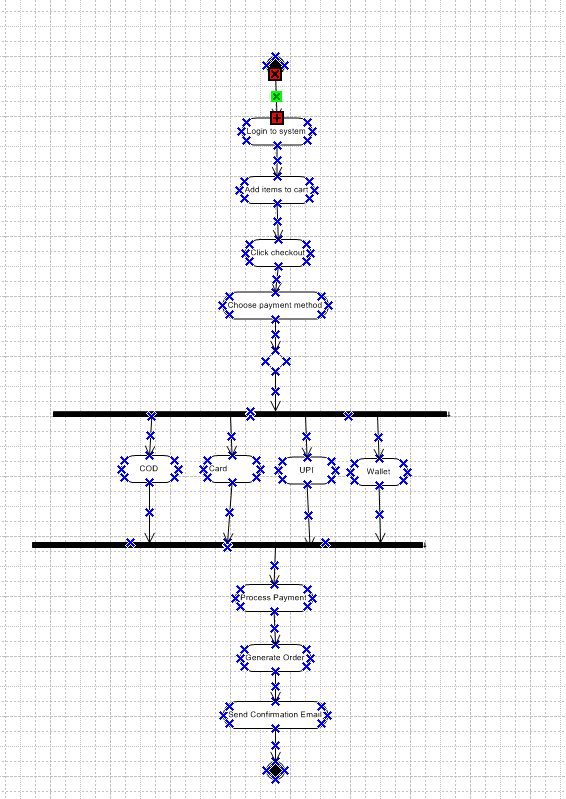 Login to system
Add items to cart
Click checkout
Choose payment method
COD
Card
UPI
Wallet
Process Payment
Generate Order
Send Confirmation Email